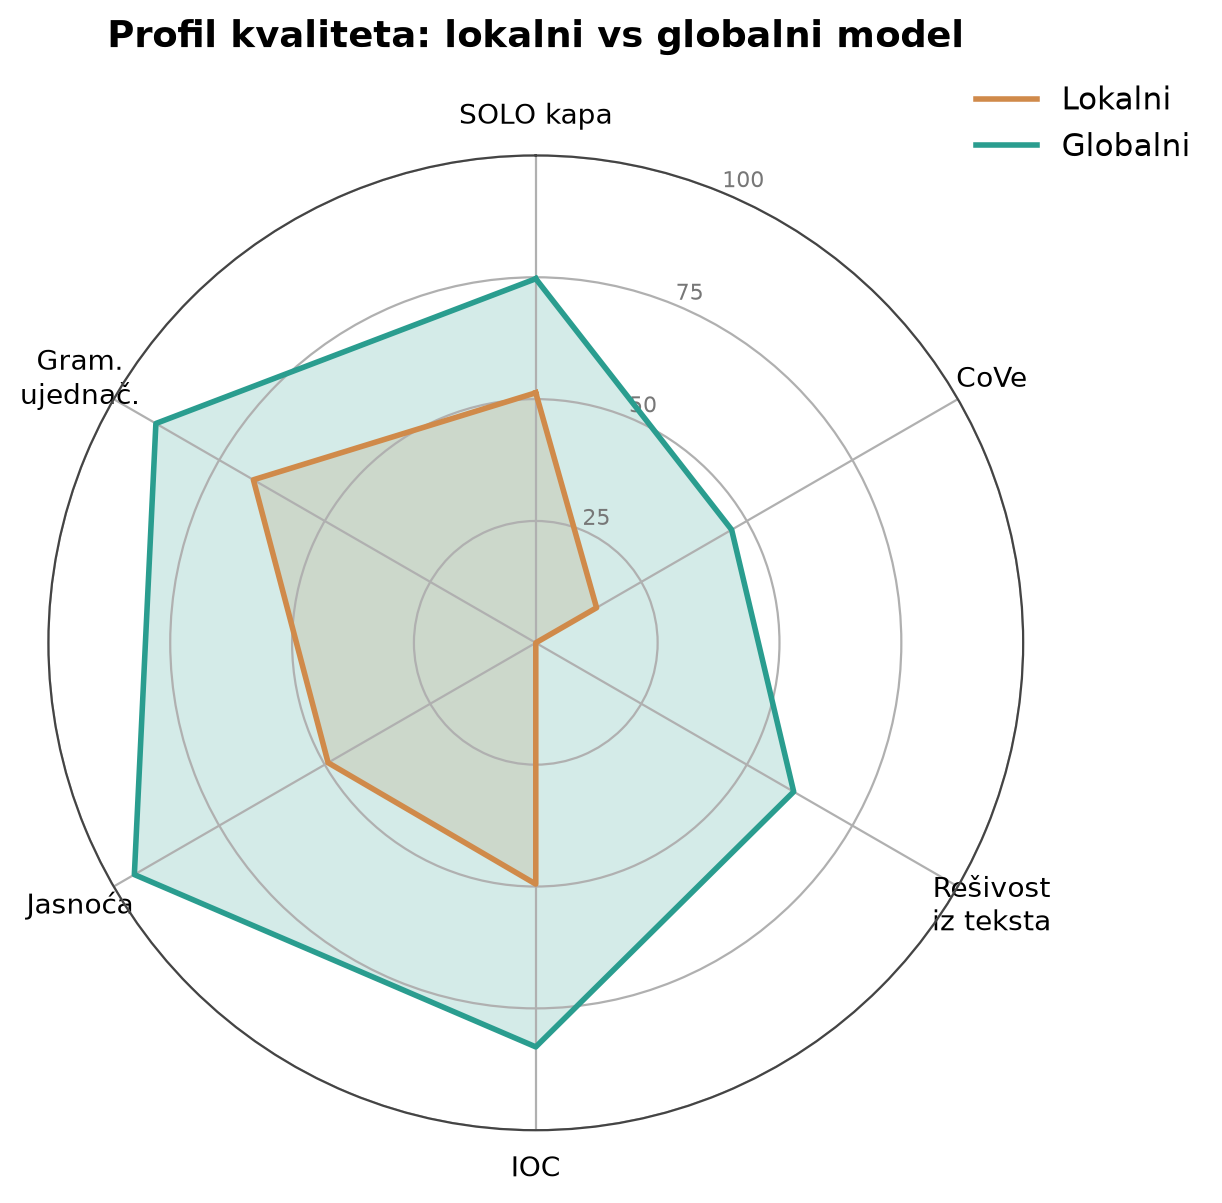 Profil kvaliteta: lokalni vs globalni model
Lokalni
Globalni
SOLO kapa
100
75
50
25
CoVe
Gram.
ujednač.
Jasnoća
Rešivost
iz teksta
IOC